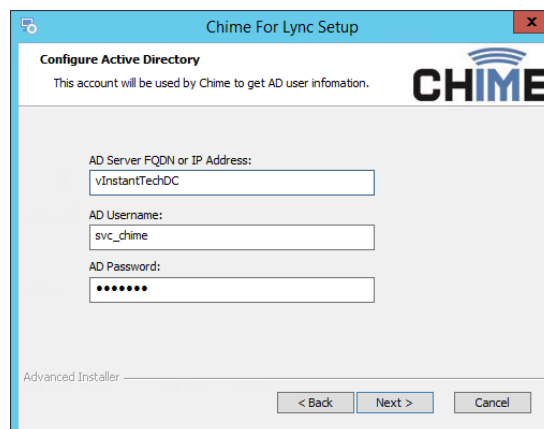 Chime For Lync Setup
x
Configure Active Directory
This account will be used by Chime to get AD user infomation.
CHIME
AD Server FQDN or IP Address:
vInstantTechDC
AD Username:
svc_chime
AD Password:
•••••••
Advanced Installer
< Back Next > Cancel